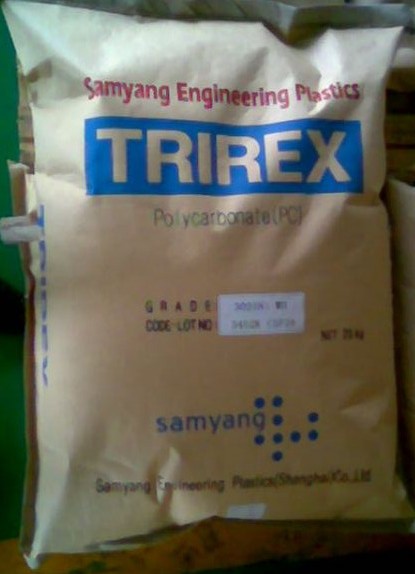 Samyang Engineering Plastics
TRIREX
Polycarbonate(PC)
GRADE
CODE-LOT NO
NET 25 kg
samyang
Samyang Engineering Plastics(Shanghai)Co.,Ltd
TRIREX